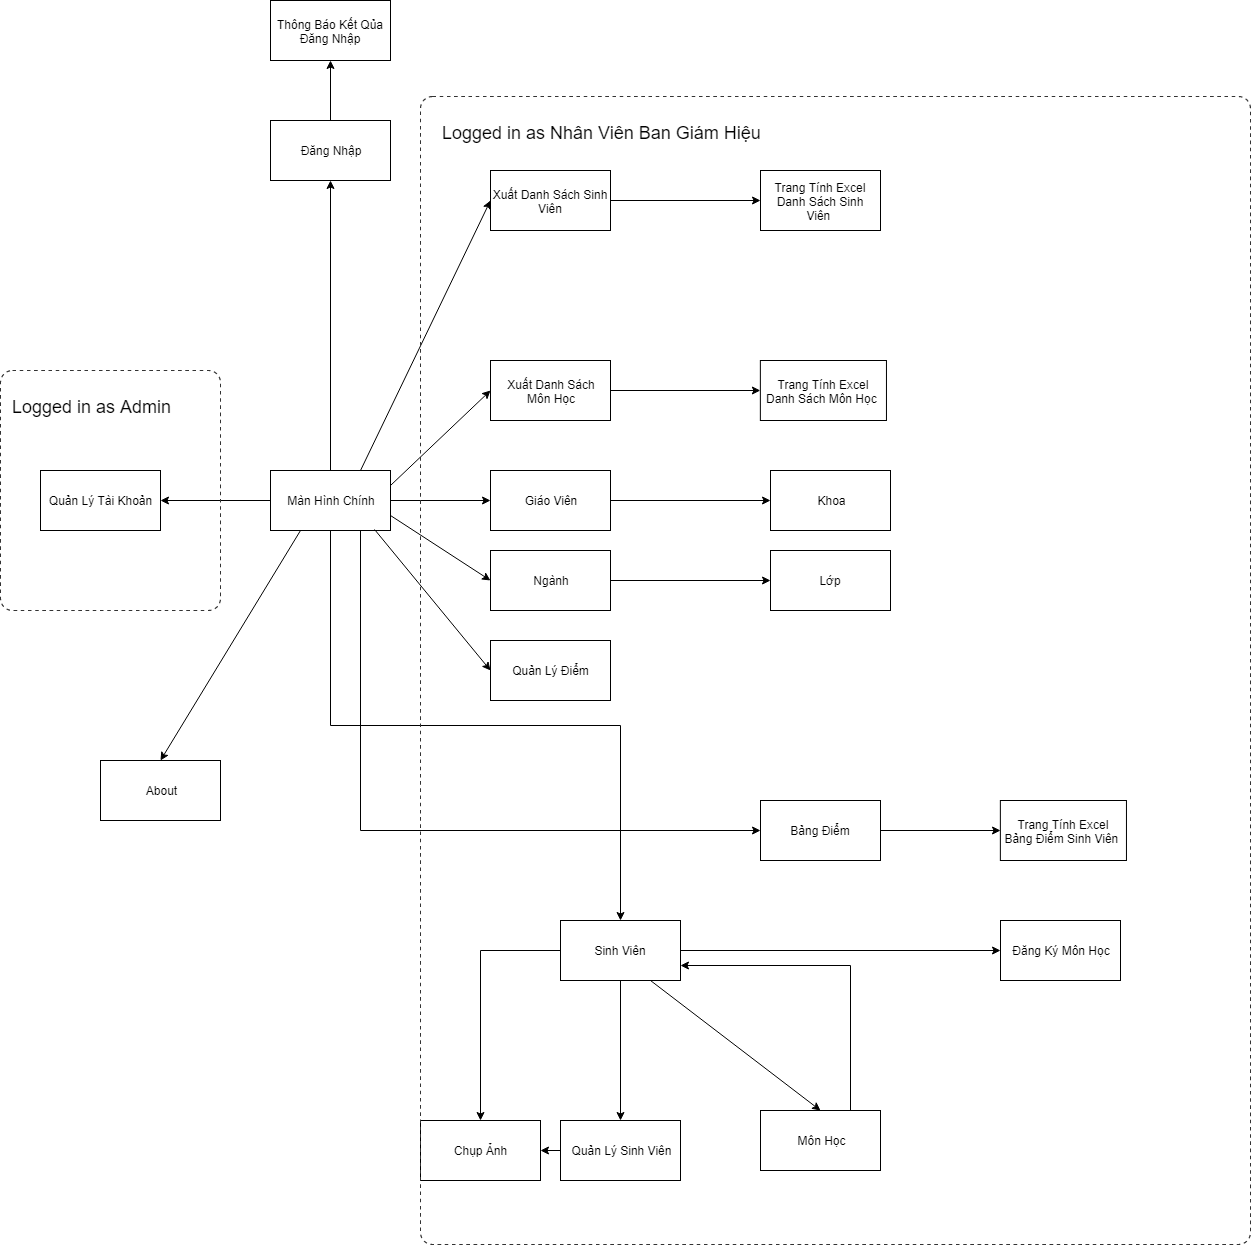 Thông Báo Kết Qủa
Đăng Nhập
Đăng Nhập
Logged in as Nhân Viên Ban Giám Hiệu
Xuất Danh Sách Sinh
Viên
Trang Tính Excel
Danh Sách Sinh
Viên
Logged in as Admin
Xuất Danh Sách
Môn Học
Trang Tính Excel
Danh Sách Môn Học
Quản Lý Tài Khoản
Màn Hình Chính
Giáo Viên
Khoa
Ngành
Lớp
Quản Lý Điểm
About
Bảng Điểm
Trang Tính Excel
Bảng Điểm Sinh Viên
Sinh Viên
Đăng Ký Môn Học
Chụp Ảnh
Quản Lý Sinh Viên
Môn Học